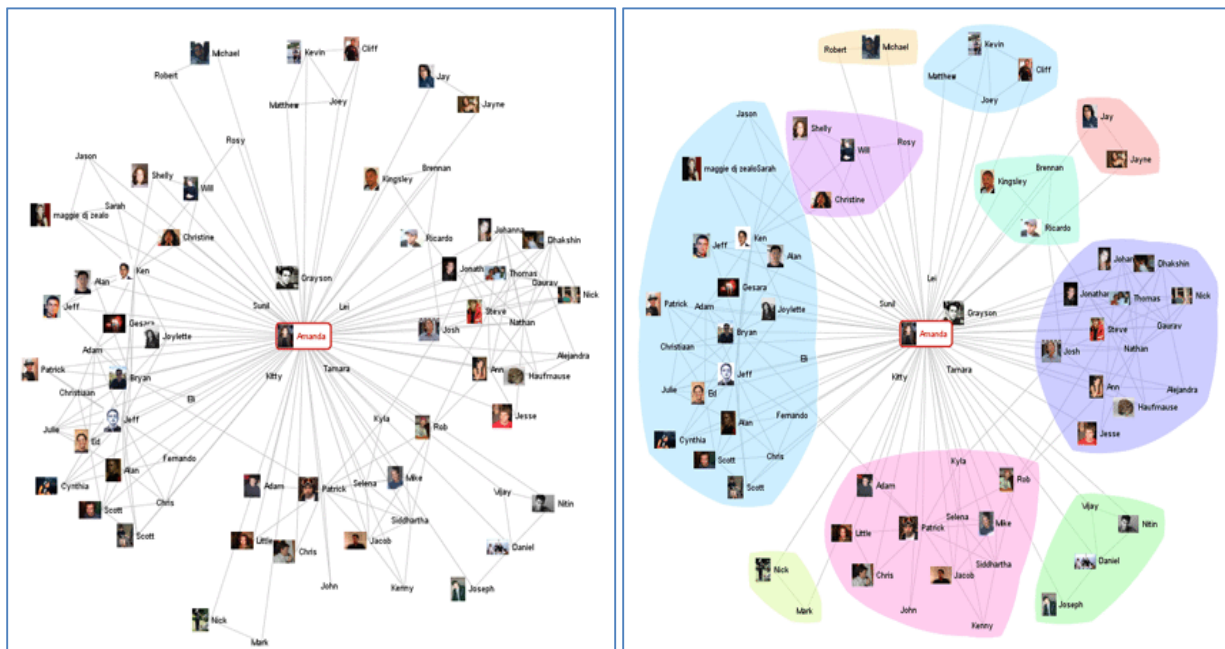 Michael
Robert
Kevin
Cliff
Matthew
Joey
Jay
Jayne
Rosy
Jason
Shelly
Will
Brennan
Kingsley
Sarah
maggie dj zealo
Christine
Ricardo
Johanna
Dhakshin
Ken
Alan
Grayson
Jonath
Thomas
Gaurav
Nick
Jeff
Sunil
Lei
Gesara
Joylette
Steve
Josh
Nathan
Amanda
Adam
Alejandra
Patrick
Bryan
Kitty
Tamara
Ann
Haufmause
Christiaan
Eli
Jeff
Kyla
Rob
Jesse
Julie
Ed
Fernando
Alan
Cynthia
Adam
Patrick
Selena
Mike
Vijay
Nitin
Scott
Chris
Siddhartha
Scott
Little
Chris
Jacob
Daniel
John
Kenny
Joseph
Nick
Mark
Robert
Michael
Kevin
Matthew
Cliff
Joey
Jason
Shelly
Will
Rosy
Jay
Jayne
maggie dj zealoSarah
Christine
Brennan
Kingsley
Ricardo
Jeff
Ken
Alan
Johan
Dhakshin
Gesara
Lei
Jonathan
Thomas
Nick
Patrick
Adam
Joylette
Sunil
Grayson
Steve
Gaurav
Bryan
Amanda
Nathan
Christiaan
Eli
Josh
Jeff
Kitty
Tamara
Ann
Alejandra
Julie
Ed
Haufmause
Alan
Fernando
Jesse
Cynthia
Scott
Chris
Kyla
Rob
Scott
Adam
Vijay
Nitin
Little
Patrick
Selena
Mike
Daniel
Nick
Chris
Jacob
Siddhartha
Mark
John
Kenny
Joseph